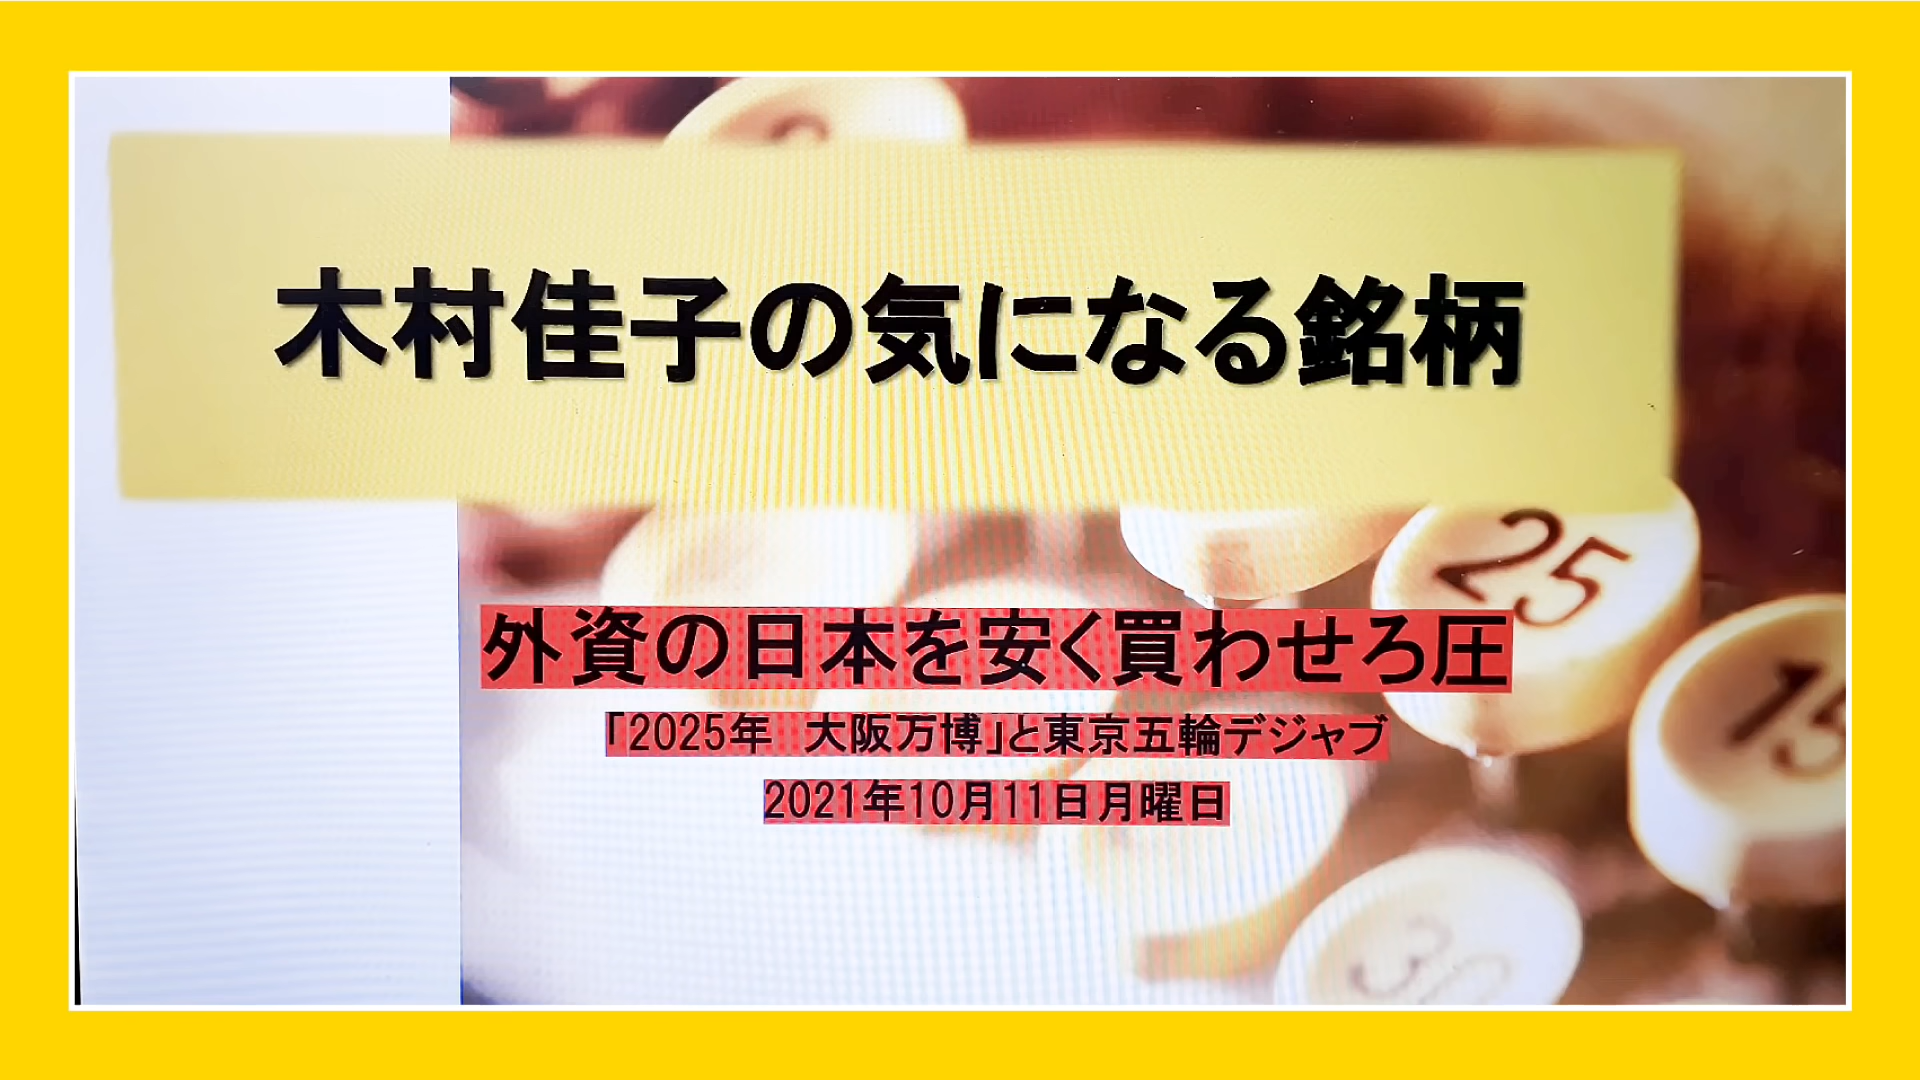 木村佳子の気になる銘柄
外資の日本を安く買わせろ圧
「2025年　大阪万博」と東京五輪デジャブ
2021年10月11日月曜日
25
15
30